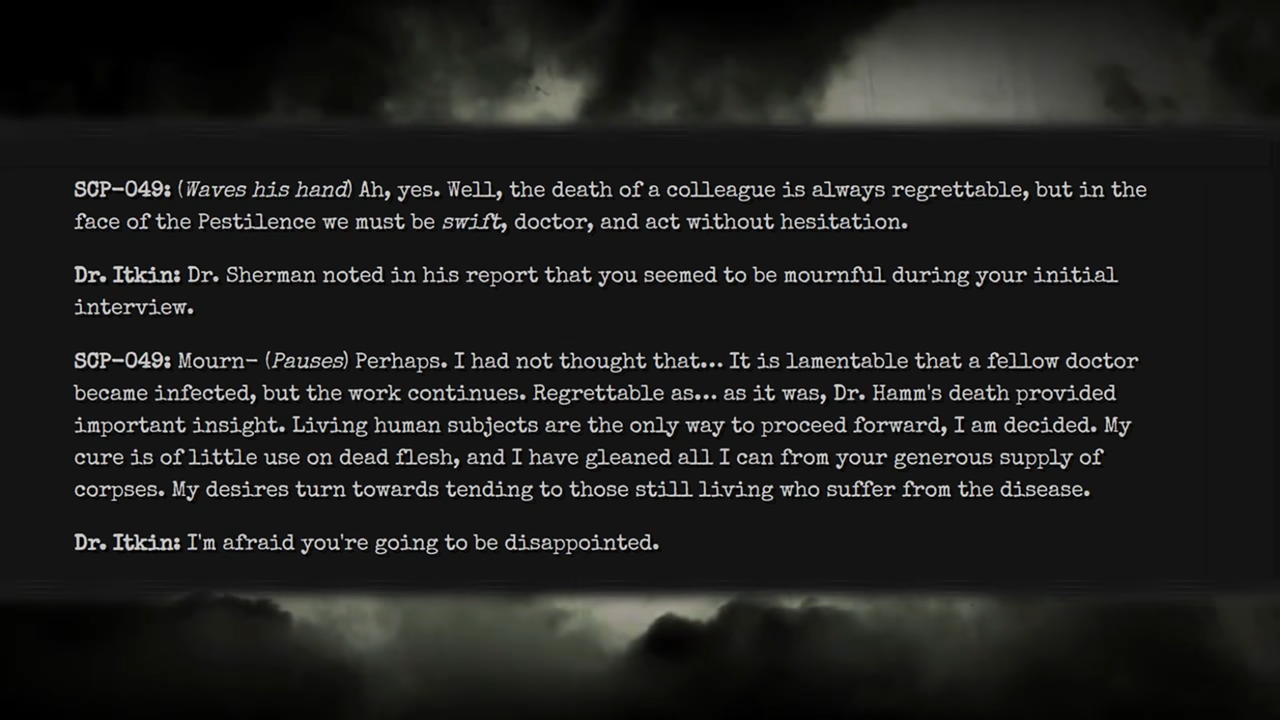 SCP-049: (Waves his hand) Ah, yes. Well, the death of a colleague is always regrettable, but in the
face of the Pestilence we must be swift, doctor, and act without hesitation.
Dr. Itkin: Dr. Sherman noted in his report that you seemed to be mournful during your initial
interview.
SCP-049: Mourn- (Pauses) Perhaps. I had not thought that... It is lamentable that a fellow doctor
became infected, but the work continues. Regrettable as... as it was, Dr. Hamm's death provided
important insight. Living human subjects are the only way to proceed forward, I am decided. My
cure is of little use on dead flesh, and I have gleaned all I can from your generous supply of
corpses. My desires turn towards tending to those still living who suffer from the disease.
Dr. Itkin: I'm afraid you're going to be disappointed.